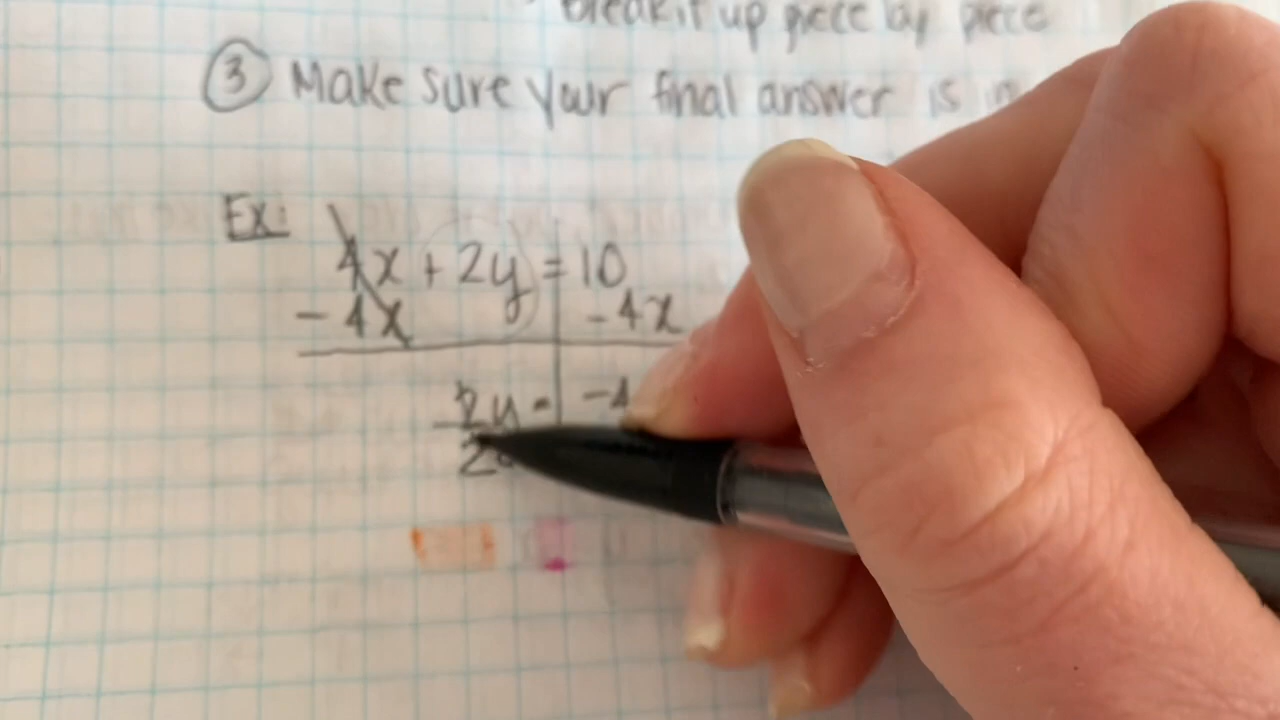 break it up piece by piece
③ Make sure your final answer is
Ex: 4x + 2y = 10
- 4x - 4x
2y = -4
2